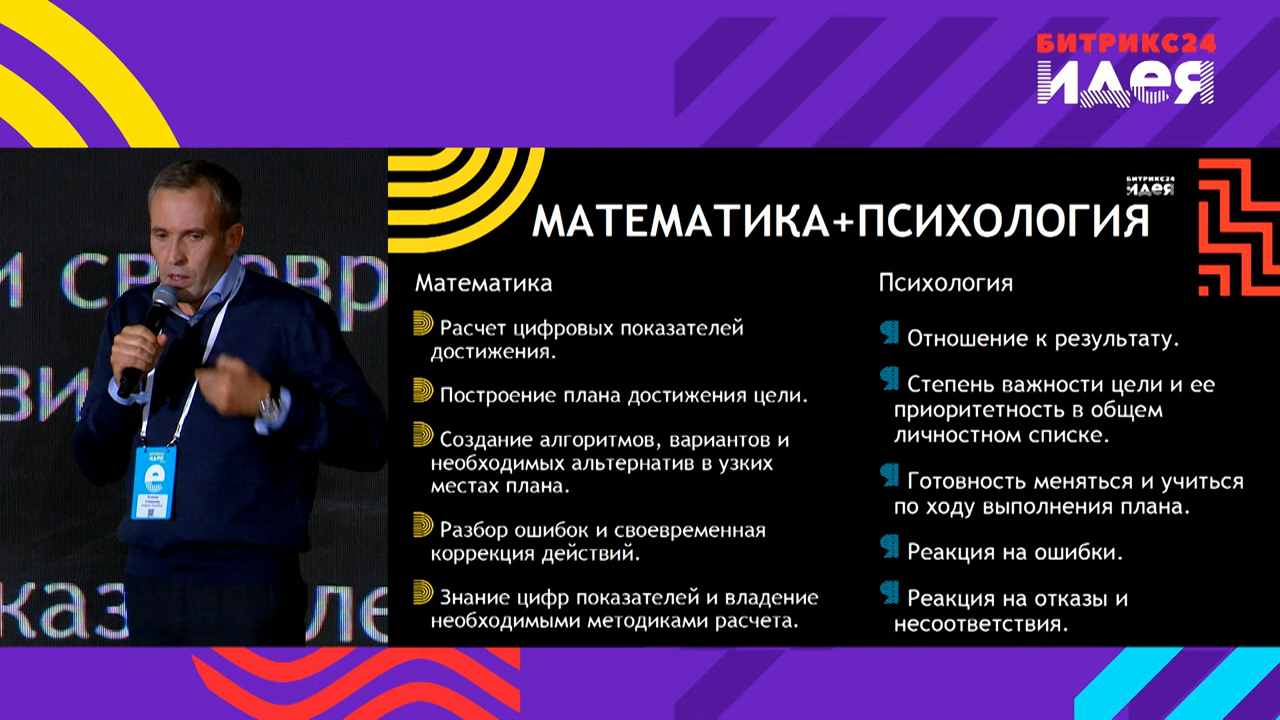 БИТРИКС24
ИДЕЯ
БИТРИКС24
ИДЕЯ
МАТЕМАТИКА+ПСИХОЛОГИЯ
Математика
Расчет цифровых показателей
достижения.
Построение плана достижения цели.
Создание алгоритмов, вариантов и
необходимых альтернатив в узких
местах плана.
Разбор ошибок и своевременная
коррекция действий.
Знание цифр показателей и владение
необходимыми методиками расчета.
Психология
Отношение к результату.
Степень важности цели и ее
приоритетность в общем
личностном списке.
Готовность меняться и учиться
по ходу выполнения плана.
Реакция на ошибки.
Реакция на отказы и
несоответствия.
БИТРИКС24
ИДЕЯ
е